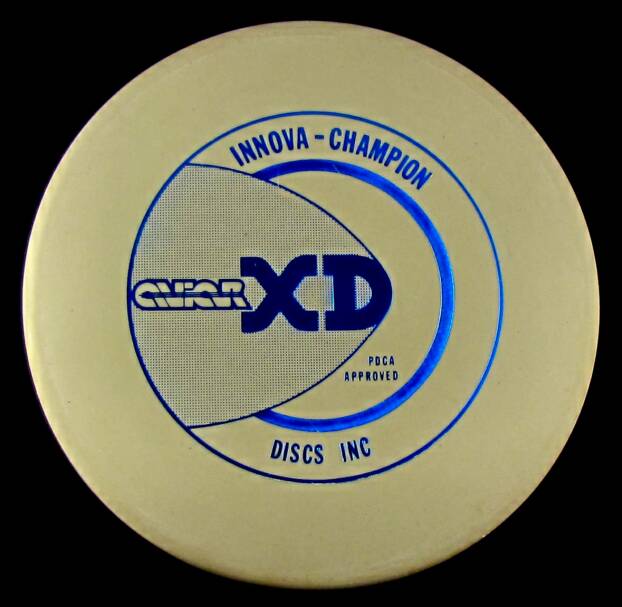 INNOVA-CHAMPION
AVIAR XD
PDGA
APPROVED
DISCS INC